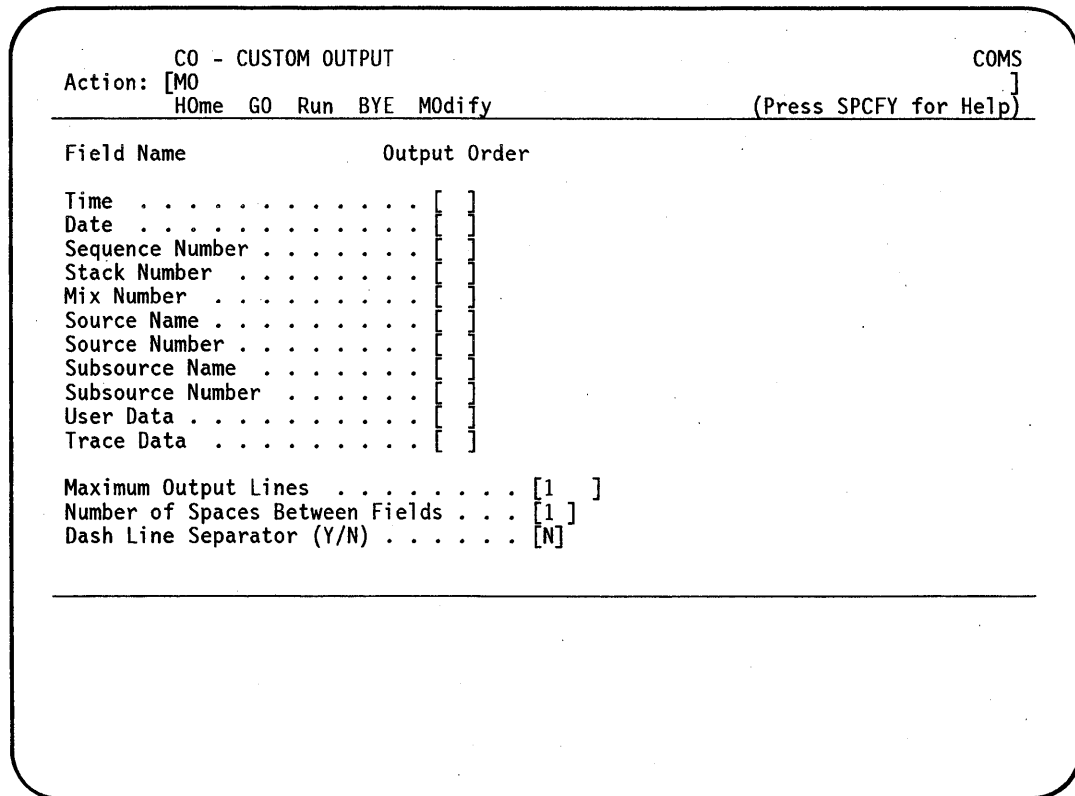 CO - CUSTOM OUTPUT COMS
Action: [MO ]
HOme GO Run BYE MOdify (Press SPCFY for Help)
Field Name Output Order
Time . . . . . . . . . . . . [ ]
Date . . . . . . . . . . . . [ ]
Sequence Number . . . . . . . [ ]
Stack Number . . . . . . . . [ ]
Mix Number . . . . . . . . . [ ]
Source Name . . . . . . . . . [ ]
Source Number . . . . . . . . [ ]
Subsource Name . . . . . . . [ ]
Subsource Number . . . . . . [ ]
User Data . . . . . . . . . . [ ]
Trace Data . . . . . . . . . [ ]
Maximum Output Lines . . . . . . . . [1 ]
Number of Spaces Between Fields . . . [1 ]
Dash Line Separator (Y/N) . . . . . . [N]